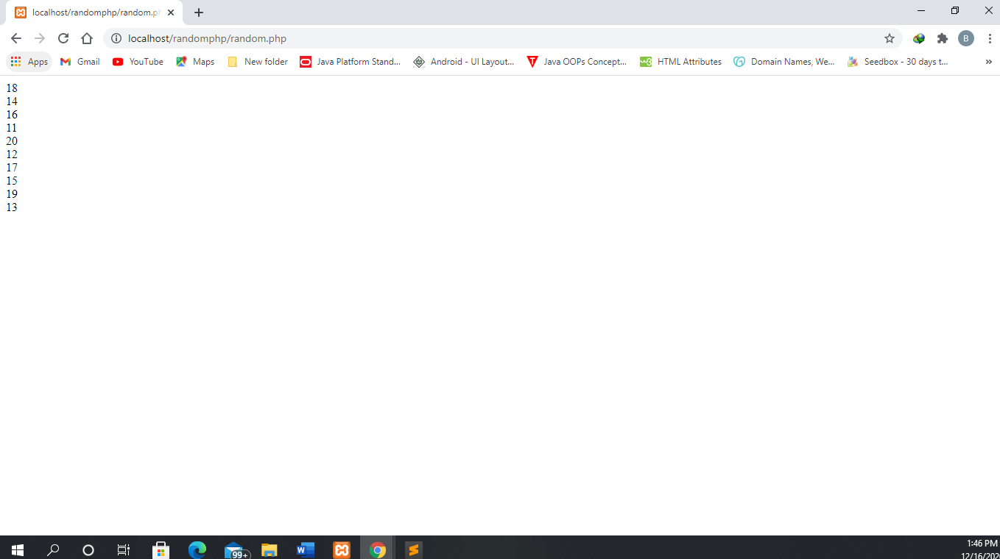 localhost/randomphp/random.ph
localhost/randomphp/random.php
B
Apps Gmail YouTube Maps New folder Java Platform Stand... Android - UI Layout... Java OOPs Concept... HTML Attributes Domain Names, We... Seedbox - 30 days t... »
18
14
16
11
20
12
17
15
19
13
99+
1:46 PM
12/16/202